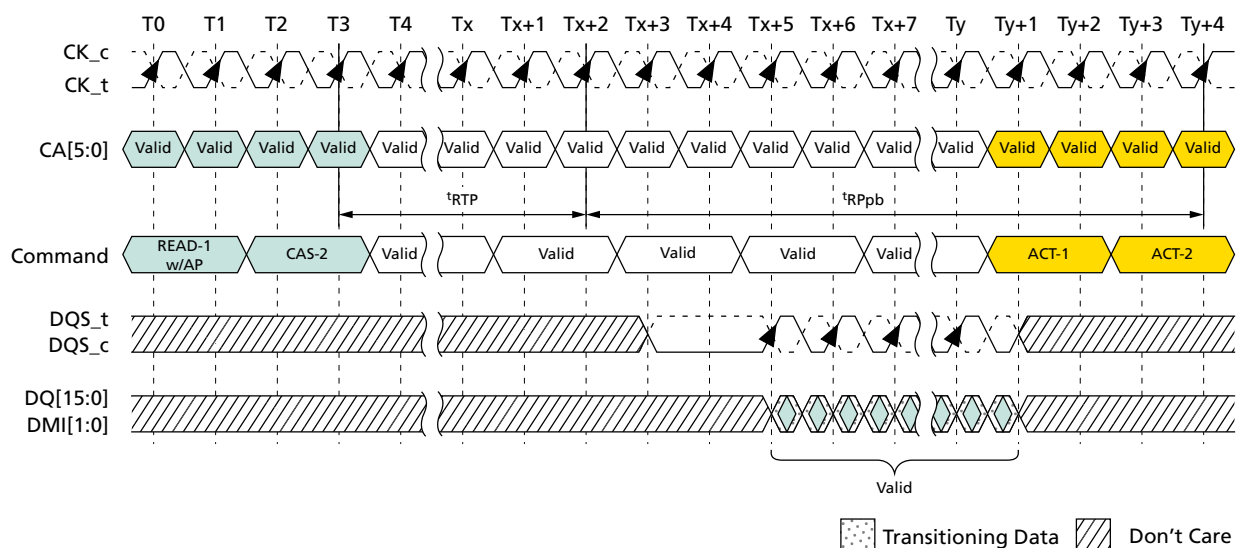 T0 T1 T2 T3 T4 Tx Tx+1 Tx+2 Tx+3 Tx+4 Tx+5 Tx+6 Tx+7 Ty Ty+1 Ty+2 Ty+3 Ty+4
CK_c
CK_t
CA[5:0] Valid Valid Valid Valid Valid Valid Valid Valid Valid Valid Valid Valid Valid Valid Valid Valid Valid Valid
tRTP tRPpb
Command READ-1 w/AP CAS-2 Valid Valid Valid Valid Valid ACT-1 ACT-2
DQS_t
DQS_c
DQ[15:0]
DMI[1:0]
Valid
Transitioning Data Don't Care